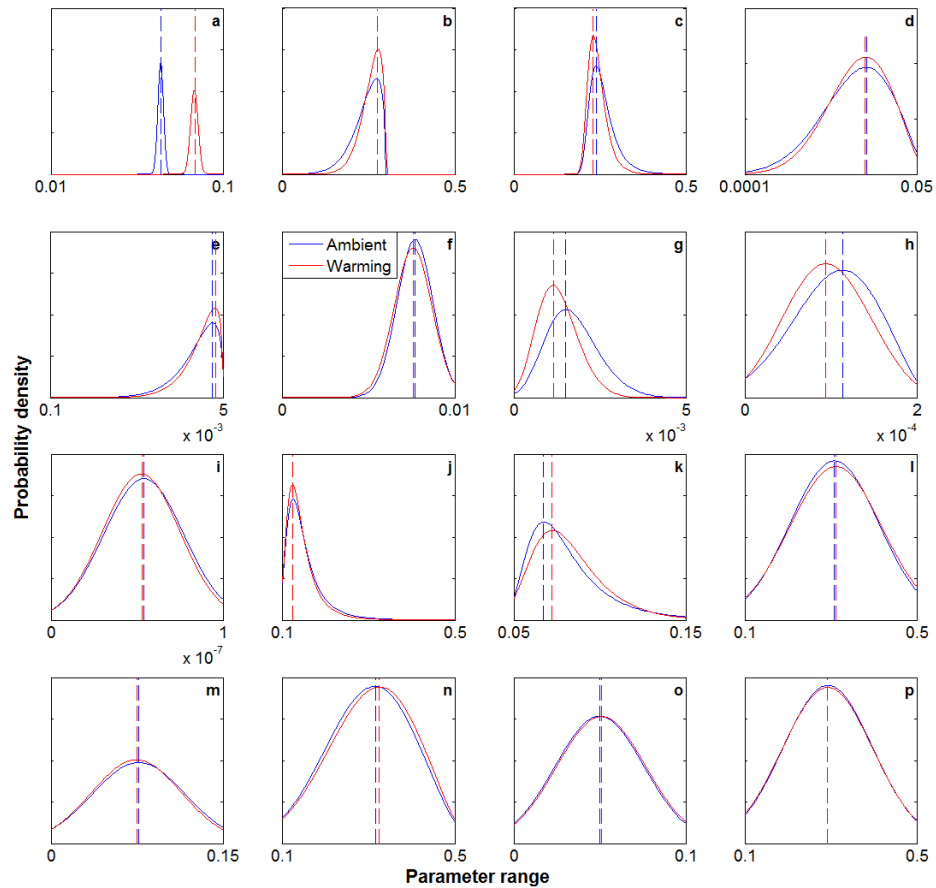 a
b
c
d
0.01
0.1
0
0.5
0
0.5
0.0001
0.05
e
f
g
h
Ambient
Warming
0.1
5
0
0.01
0
5
0
2
x 10⁻³
x 10⁻³
x 10⁻⁴
Probability density
i
j
k
l
0
1
0.1
0.5
0.05
0.15
0.1
0.5
x 10⁻⁷
m
n
o
p
0
0.15
0.1
0.5
0
0.1
0.1
0.5
Parameter range